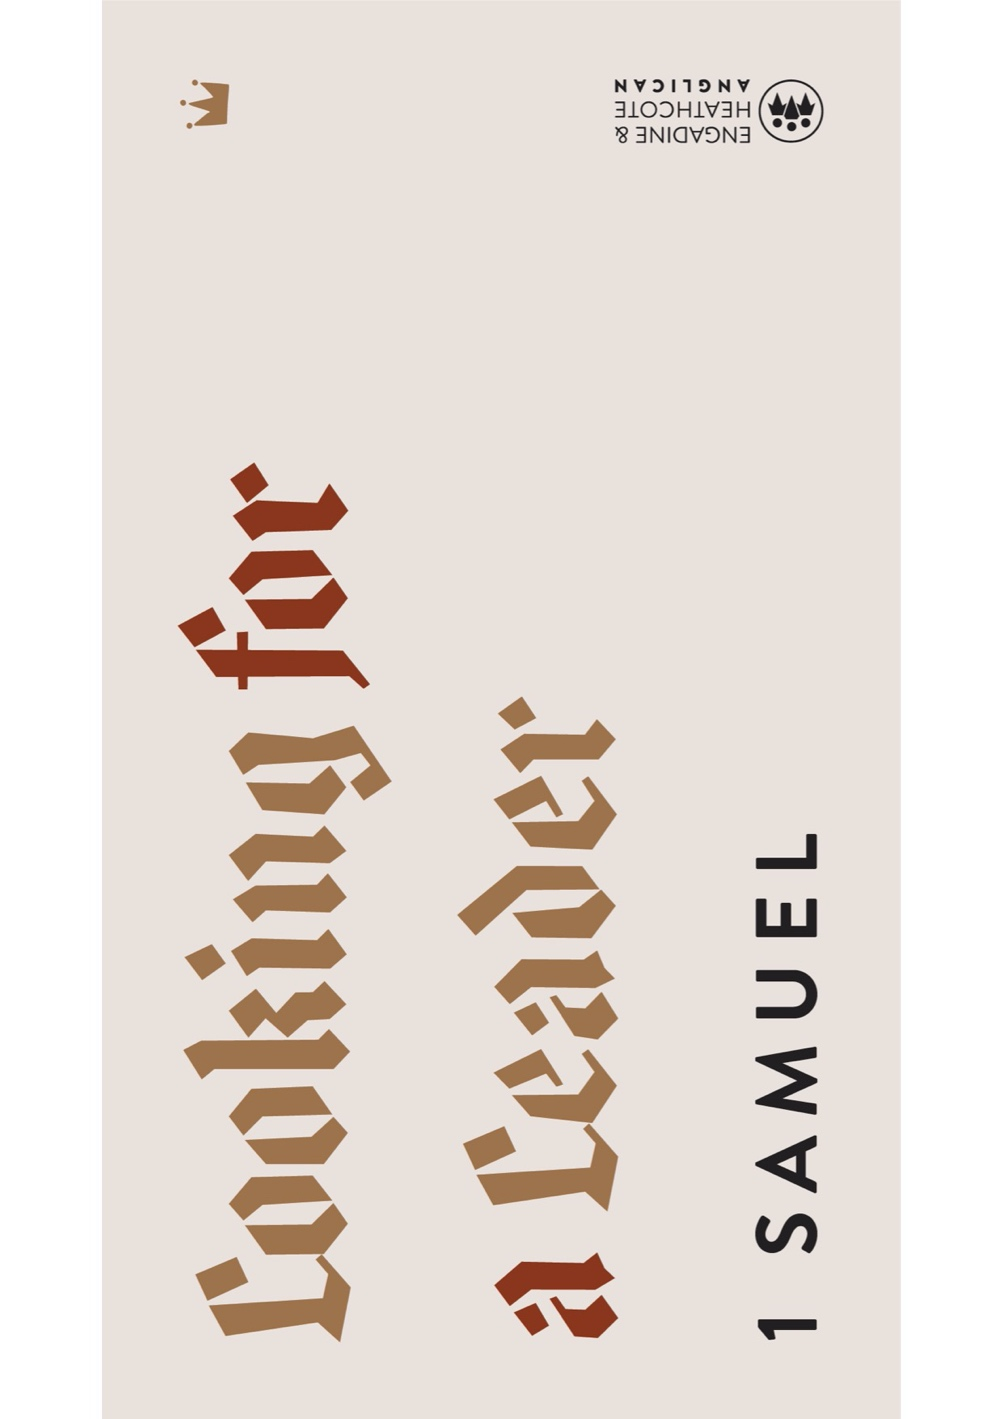 Looking for
a Leader
1 SAMUEL
ENGADINE &
HEATHCOTE
ANGLICAN